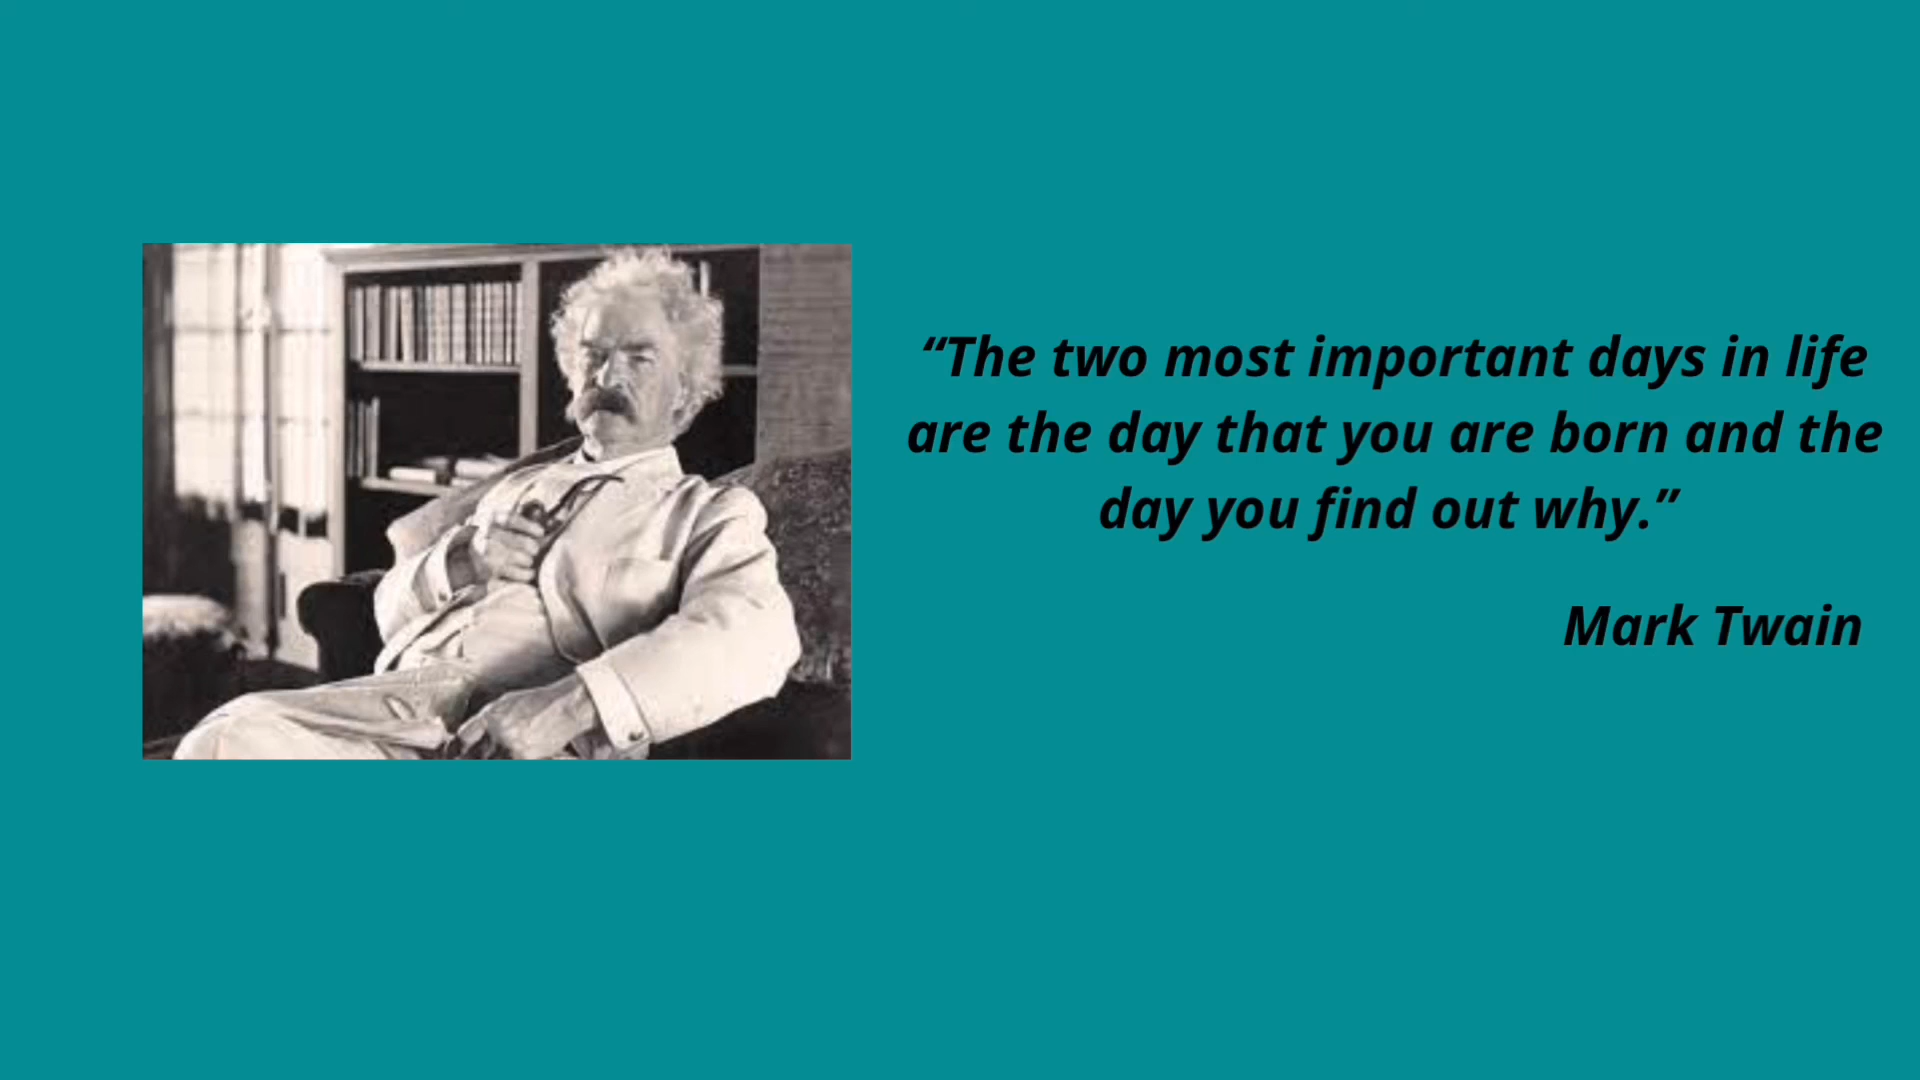 “The two most important days in life
are the day that you are born and the
day you find out why.”
Mark Twain